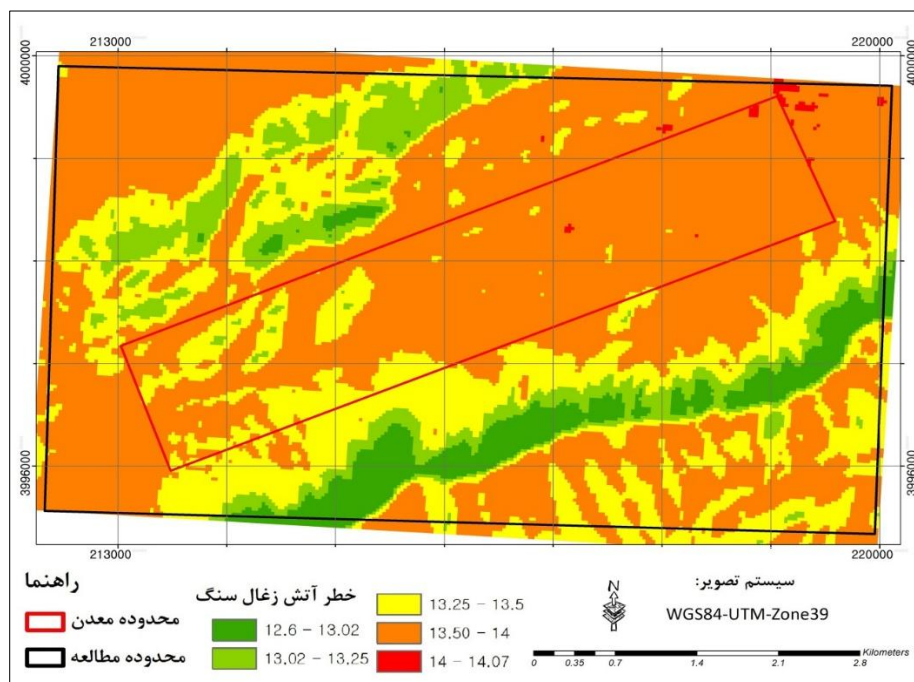 213000
220000
4000000
4000000
3996000
3996000
213000
220000
راهنما
محدوده معدن
محدوده مطالعه
خطر آتش زغال سنگ
12.6 - 13.02
13.02 - 13.25
13.25 - 13.5
13.50 - 14
14 - 14.07
N
سیستم تصویر:
WGS84-UTM-Zone39
Kilometers
0 0.35 0.7 1.4 2.1 2.8